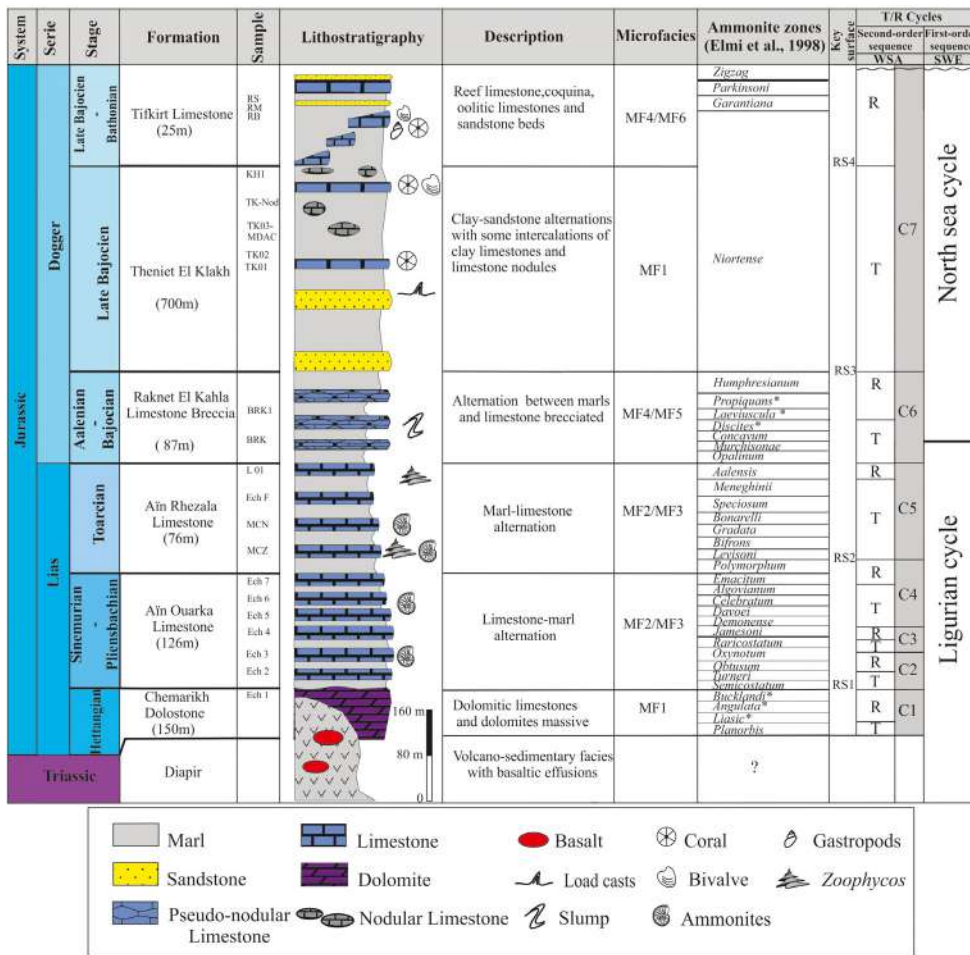 System
Serie
Stage
Formation
Sample
Lithostratigraphy
Description
Microfacies
Ammonite zones
(Elmi et al., 1998)
Key
surface
T/R Cycles
Second-order
sequence
First-order
sequence
WSA
SWE
Jurassic
Triassic
Dogger
Lias
Late Bajocien
-
Bathonian
Tifkirt Limestone
(25m)
RS
RM
RB
Reef limestone,coquina,
oolitic limestones and
sandstone beds
MF4/MF6
Zigzag
Parkinsoni
Garantiana
R
RS4
Late Bajocien
Theniet El Klakh
(700m)
KH1
TK-Nod
TK03-
MDAC
TK02
TK01
Clay-sandstone alternations
with some intercalations of
clay limestones and
limestone nodules
MF1
Niortense
T
C7
North sea cycle
RS3
Aalenian
-
Bajocian
Raknet El Kahla
Limestone Breccia
( 87m)
BRK1
BRK
Alternation between marls
and limestone brecciated
MF4/MF5
Humphresianum
Propiquans*
Laeviuscula *
Discites*
Concavum
Murchisonae
Opalinum
R
T
C6
Toarcian
Aïn Rhezala
Limestone
(76m)
L 01
Ech F
MCN
MCZ
Marl-limestone
alternation
MF2/MF3
Aalensis
Meneghinii
Speciosum
Bonarelli
Gradata
Bifrons
Levisoni
Polymorphum
R
T
C5
RS2
Ligurian cycle
Sinemurian
-
Pliensbachian
Aïn Ouarka
Limestone
(126m)
Ech 7
Ech 6
Ech 5
Ech 4
Ech 3
Ech 2
Limestone-marl
alternation
MF2/MF3
Emacitum
Algovianum
Celebratum
Davoei
Demonense
Jamesoni
Raricostatum
Oxynotum
Obtusum
Turneri
Semicostatum
R
T
C4
R
T
C3
R
T
C2
RS1
Hettangian
Chemarikh
Dolostone
(150m)
Ech 1
160 m
80 m
0
Dolomitic limestones
and dolomites massive
MF1
Bucklandi*
Angulata*
Liasic*
Planorbis
R
T
C1
Diapir
Volcano-sedimentary facies
with basaltic effusions
?
Marl
Limestone
Basalt
Coral
Gastropods
Sandstone
Dolomite
Load casts
Bivalve
Zoophycos
Pseudo-nodular
Limestone
Nodular Limestone
Slump
Ammonites